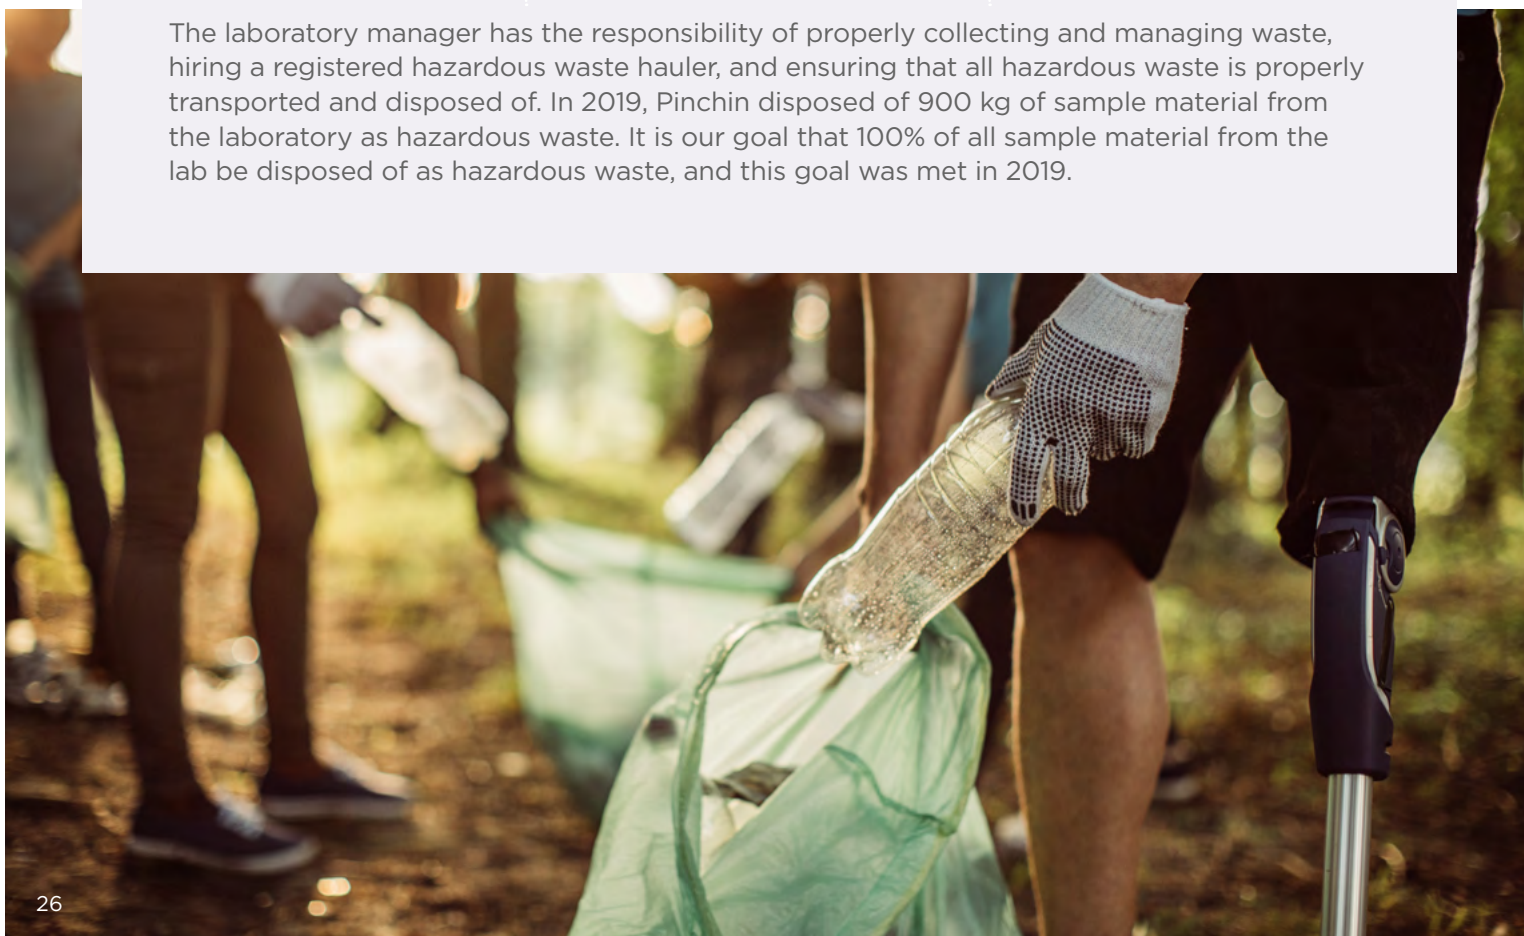 The laboratory manager has the responsibility of properly collecting and managing waste,
hiring a registered hazardous waste hauler, and ensuring that all hazardous waste is properly
transported and disposed of. In 2019, Pinchin disposed of 900 kg of sample material from
the laboratory as hazardous waste. It is our goal that 100% of all sample material from the
lab be disposed of as hazardous waste, and this goal was met in 2019.
26